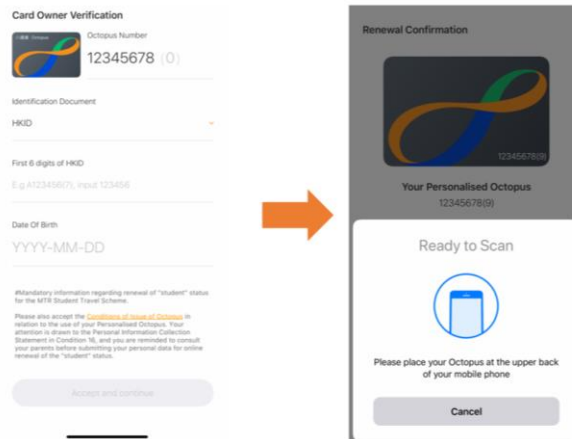 Card Owner Verification
Octopus Number
12345678 (0)
Identification Document
HKID
First 6 digits of HKID
E.g A123456(7), input 123456
Date Of Birth
YYYY-MM-DD
#Mandatory information regarding renewal of "student" status
for the MTR Student Travel Scheme.
Please also accept the Conditions of Issue of Octopus in
relation to the use of your Personalised Octopus. Your
attention is drawn to the Personal Information Collection
Statement in Condition 16, and you are reminded to consult
your parents before submitting your personal data for online
renewal of the "student" status.
Accept and continue
Renewal Confirmation
12345678(9)
Your Personalised Octopus
12345678(9)
Ready to Scan
Please place your Octopus at the upper back
of your mobile phone
Cancel